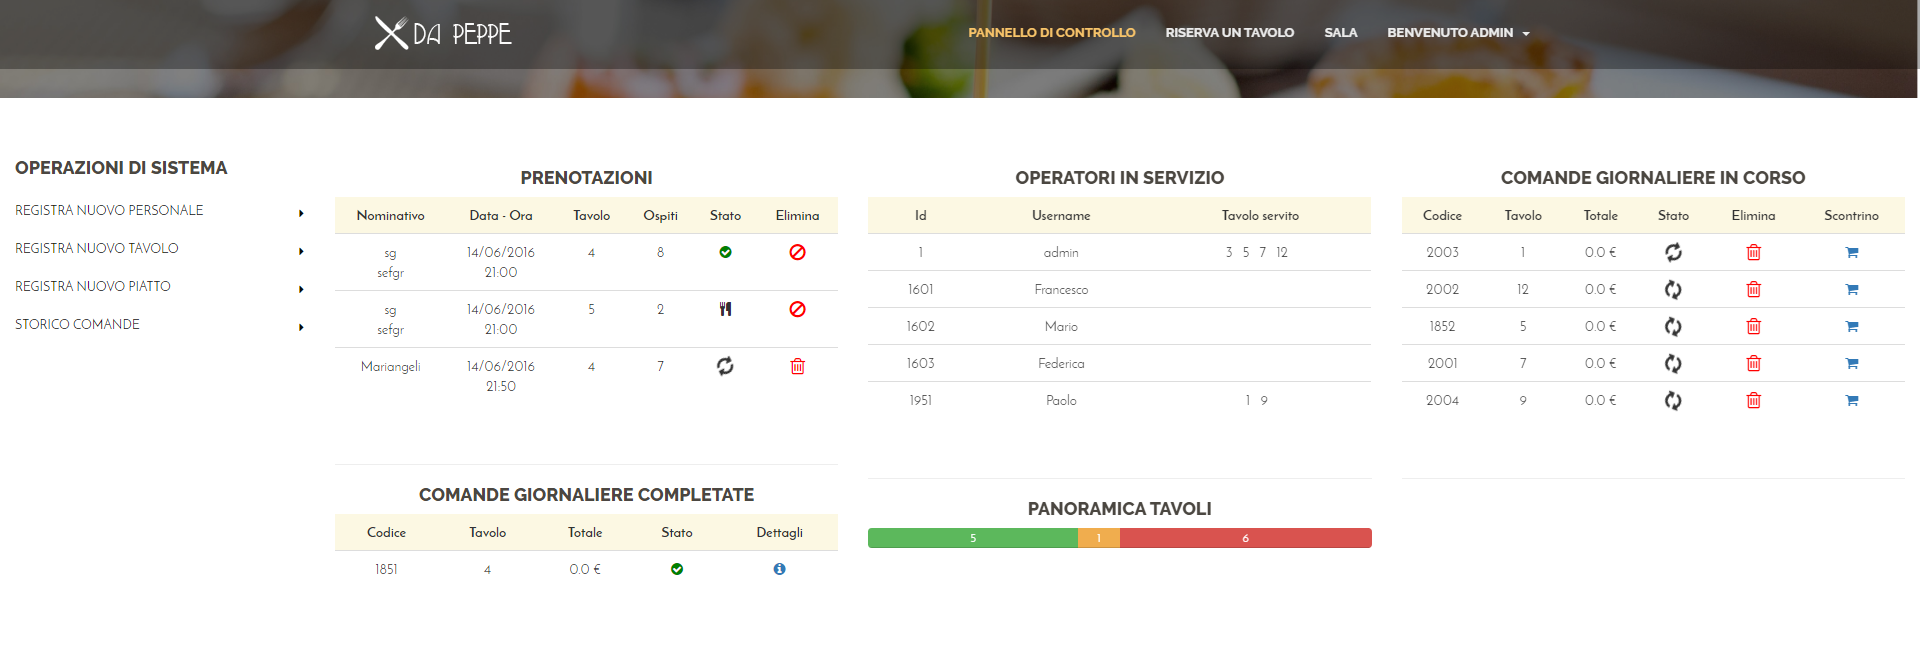 DA PEPPE
PANNELLO DI CONTROLLO RISERVA UN TAVOLO SALA BENVENUTO ADMIN
OPERAZIONI DI SISTEMA
REGISTRA NUOVO PERSONALE
REGISTRA NUOVO TAVOLO
REGISTRA NUOVO PIATTO
STORICO COMANDE
PRENOTAZIONI
Nominativo Data - Ora Tavolo Ospiti Stato Elimina
sg 14/06/2016 4 8
sefgr 21:00
sg 14/06/2016 5 2
sefgr 21:00
Mariangeli 14/06/2016 4 7
21:50
COMANDE GIORNALIERE COMPLETATE
Codice Tavolo Totale Stato Dettagli
1851 4 0.0 €
OPERATORI IN SERVIZIO
Id Username Tavolo servito
1 admin 3 5 7 12
1601 Francesco
1602 Mario
1603 Federica
1951 Paolo 1 9
PANORAMICA TAVOLI
5 1 6
COMANDE GIORNALIERE IN CORSO
Codice Tavolo Totale Stato Elimina Scontrino
2003 1 0.0 €
2002 12 0.0 €
1852 5 0.0 €
2001 7 0.0 €
2004 9 0.0 €